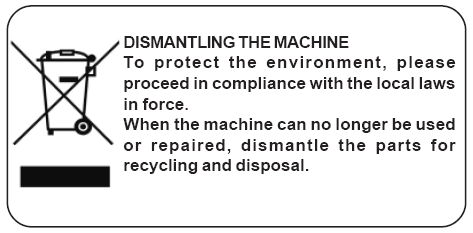 DISMANTLING THE MACHINE
To protect the environment, please
proceed in compliance with the local laws
in force.
When the machine can no longer be used
or repaired, dismantle the parts for
recycling and disposal.